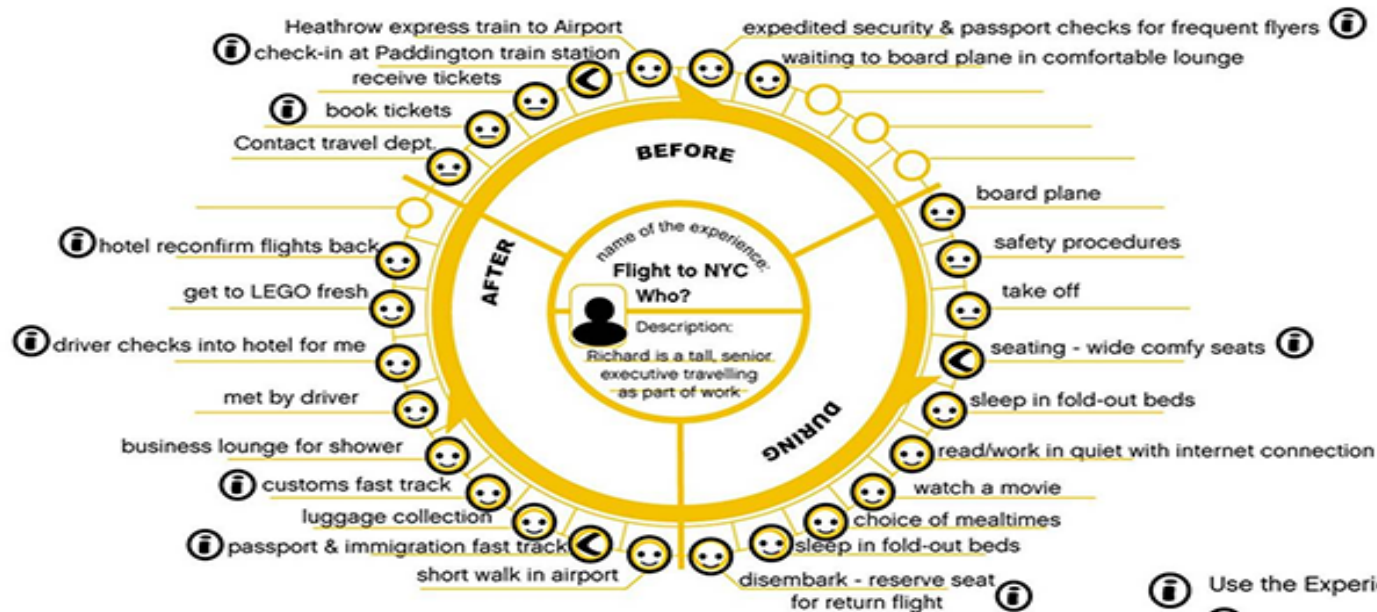 Heathrow express train to Airport
check-in at Paddington train station
receive tickets
book tickets
Contact travel dept.
expedited security & passport checks for frequent flyers
waiting to board plane in comfortable lounge
BEFORE
board plane
safety procedures
take off
seating - wide comfy seats
sleep in fold-out beds
read/work in quiet with internet connection
watch a movie
choice of mealtimes
sleep in fold-out beds
disembark - reserve seat
for return flight
DURING
short walk in airport
passport & immigration fast track
luggage collection
customs fast track
business lounge for shower
met by driver
driver checks into hotel for me
get to LEGO fresh
hotel reconfirm flights back
AFTER
name of the experience:
Flight to NYC
Who?
Description:
Richard is a tall, senior
executive travelling
as part of work
Use the